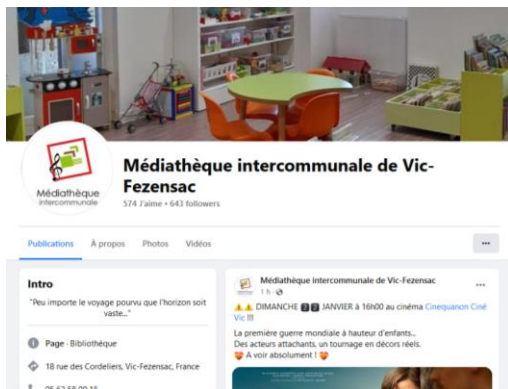 Médiathèque
intercommunale
Médiathèque intercommunale de Vic-
Fezensac
574 J'aime • 643 followers
Publications
À propos
Photos
Vidéos
Intro
"Peu importe le voyage pourvu que l'horizon soit
vaste..."
Page · Bibliothèque
18 rue des Cordeliers, Vic-Fezensac, France
Médiathèque intercommunale de Vic-Fezensac
1 h
⚠️⚠️ DIMANCHE 2️⃣2️⃣ JANVIER à 16h00 au cinéma Cinequanon Ciné
Vic !!!
La première guerre mondiale à hauteur d'enfants...
Des acteurs attachants, un tournage en décors réels.
A voir absolument !